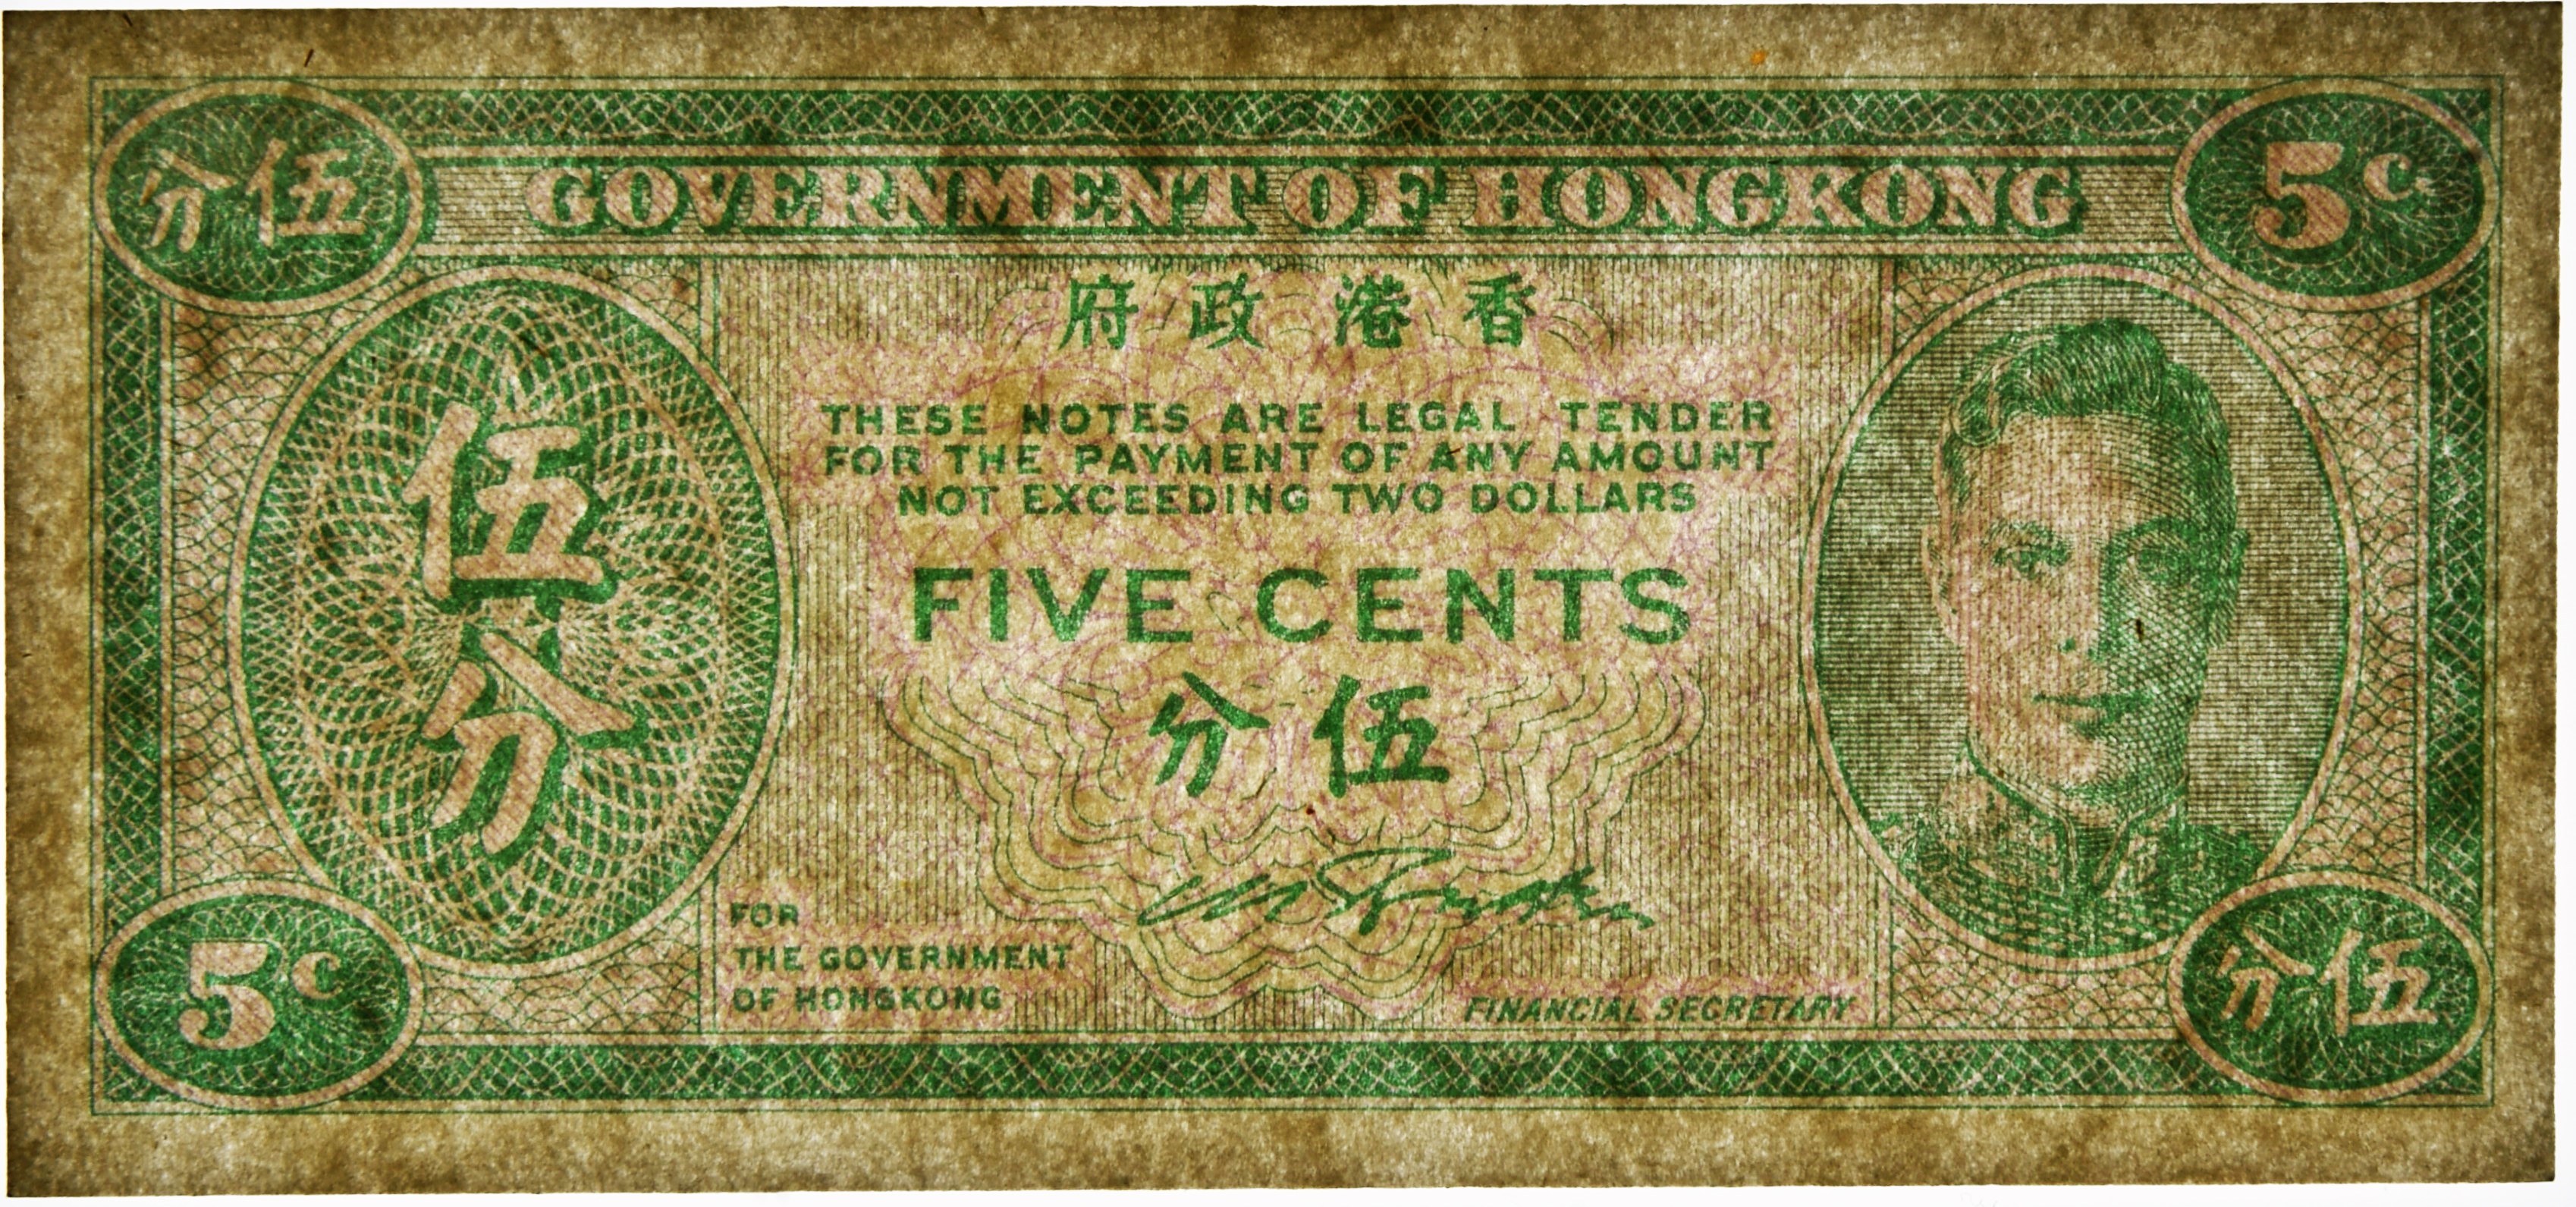 分伍
GOVERNMENT OF HONGKONG
5c
府政港香
THESE NOTES ARE LEGAL TENDER
FOR THE PAYMENT OF ANY AMOUNT
NOT EXCEEDING TWO DOLLARS
伍分
FIVE CENTS
分伍
FOR
THE GOVERNMENT
OF HONGKONG
FINANCIAL SECRETARY
5c
分伍